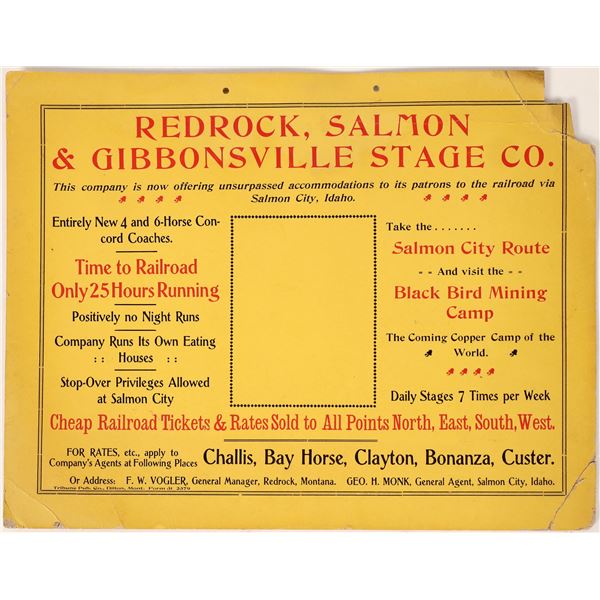 REDROCK, SALMON
& GIBBONSVILLE STAGE CO.
This company is now offering unsurpassed accommodations to its patrons to the railroad via
Salmon City, Idaho.
Entirely New 4 and 6-Horse Con-
cord Coaches.
Time to Railroad
Only 25 Hours Running
Positively no Night Runs
Company Runs Its Own Eating
: : Houses : :
Stop-Over Privileges Allowed
at Salmon City
Take the . . . . . . .
Salmon City Route
- - And visit the - -
Black Bird Mining
Camp
The Coming Copper Camp of the
World.
Daily Stages 7 Times per Week
Cheap Railroad Tickets & Rates Sold to All Points North, East, South, West.
FOR RATES, etc., apply to
Company's Agents at Following Places
Challis, Bay Horse, Clayton, Bonanza, Custer.
Or Address: F. W. VOGLER, General Manager, Redrock, Montana. GEO. H. MONK, General Agent, Salmon City, Idaho.
Tribune Pub. Co., Dillon, Mont. Form